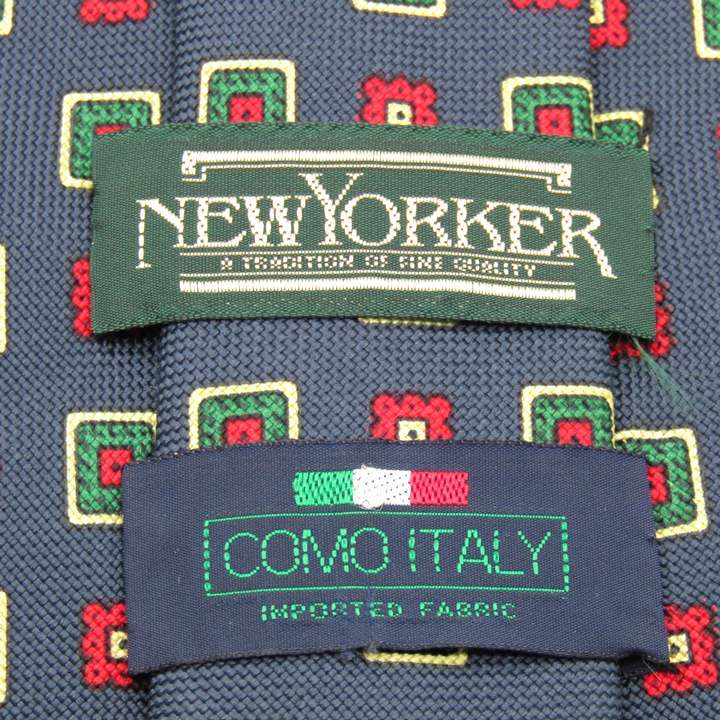 NEWYORKER
A TRADITION OF FINE QUALITY
COMO ITALY
IMPORTED FABRIC